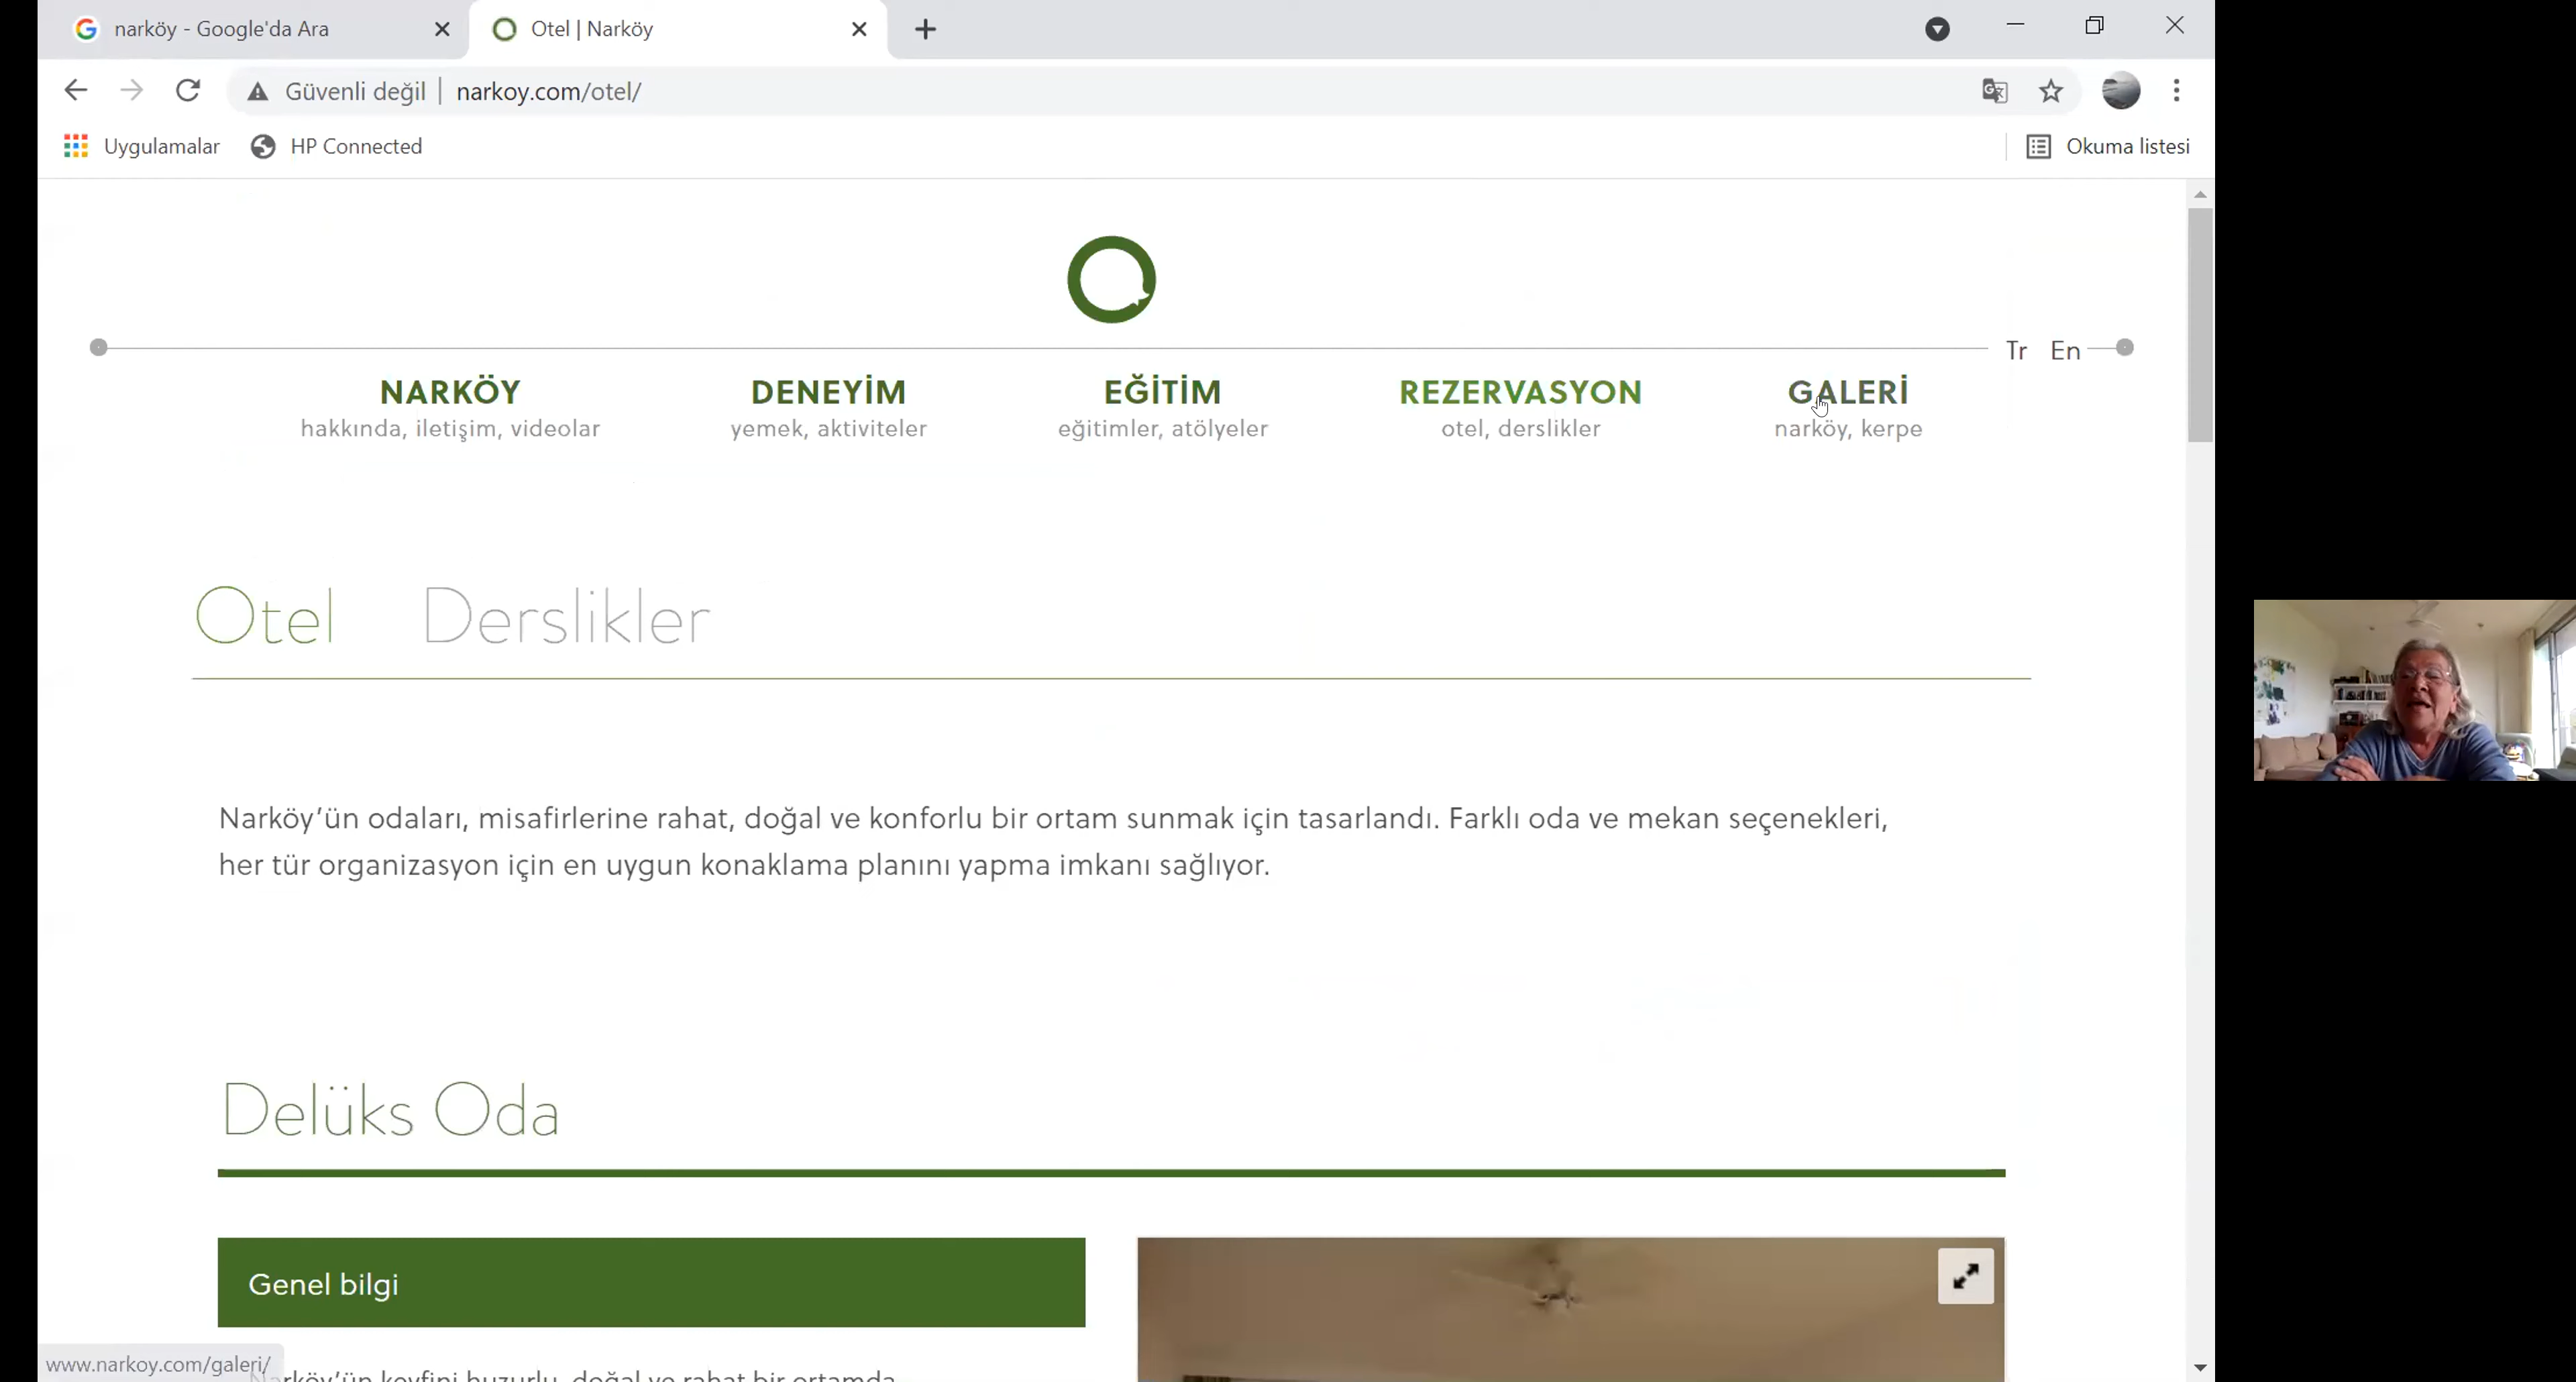 narköy - Google'da Ara
Otel | Narköy
Güvenli değil
narkoy.com/otel/
Uygulamalar
HP Connected
Okuma listesi
Tr En
NARKÖY
hakkında, iletişim, videolar
DENEYİM
yemek, aktiviteler
EĞİTİM
eğitimler, atölyeler
REZERVASYON
otel, derslikler
GALERİ
narköy, kerpe
Otel Derslikler
Narköy’ün odaları, misafirlerine rahat, doğal ve konforlu bir ortam sunmak için tasarlandı. Farklı oda ve mekan seçenekleri,
her tür organizasyon için en uygun konaklama planını yapma imkanı sağlıyor.
Delüks Oda
Genel bilgi
Narköy’ün keyfini huzurlu, doğal ve rahat bir ortamda
www.narkoy.com/galeri/